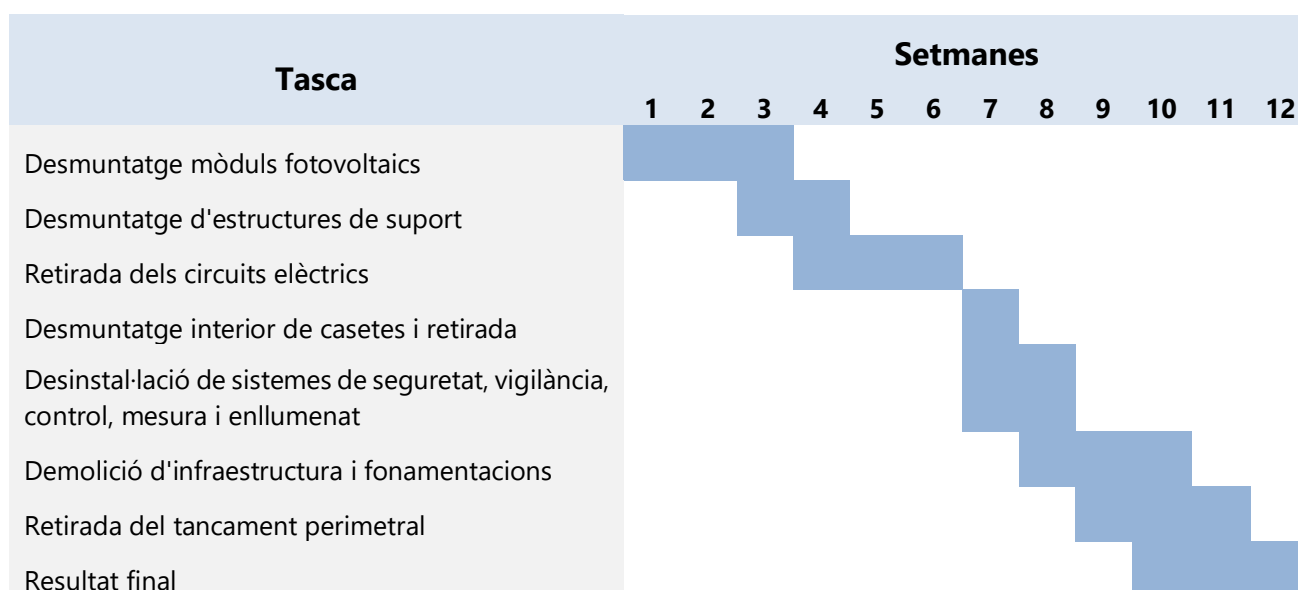 Tasca
Setmanes
1 2 3 4 5 6 7 8 9 10 11 12
Desmuntatge mòduls fotovoltaics
Desmuntatge d'estructures de suport
Retirada dels circuits elèctrics
Desmuntatge interior de casetes i retirada
Desinstal·lació de sistemes de seguretat, vigilància,
control, mesura i enllumenat
Demolició d'infraestructura i fonamentacions
Retirada del tancament perimetral
Resultat final